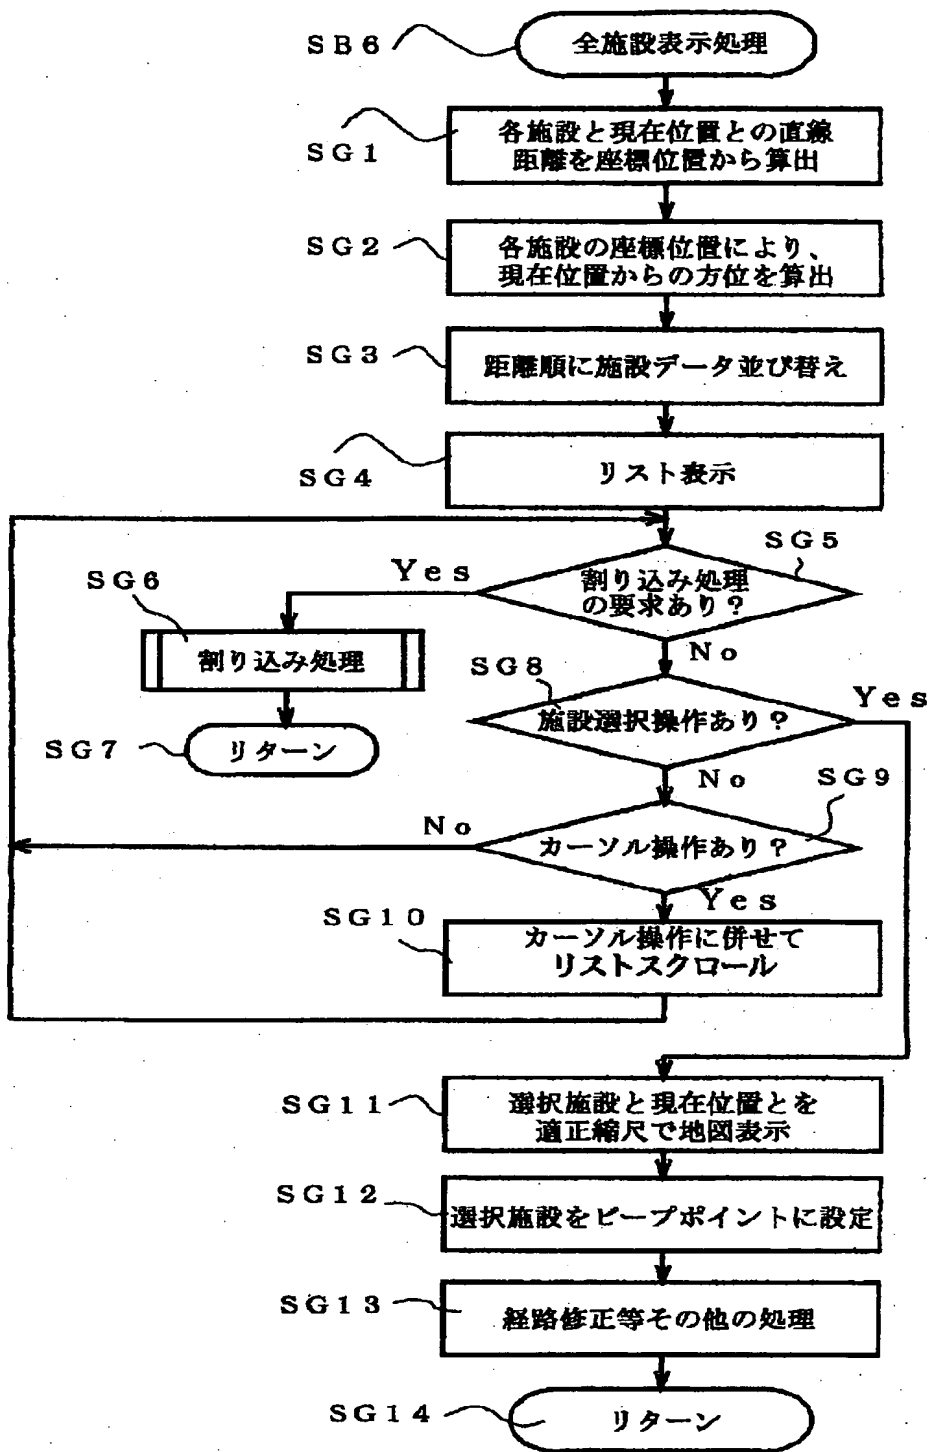 SB6
全施設表示処理
SG1
各施設と現在位置との直線
距離を座標位置から算出
SG2
各施設の座標位置により、
現在位置からの方位を算出
SG3
距離順に施設データ並び替え
SG4
リスト表示
SG5
割り込み処理
の要求あり？
Yes
No
SG6
割り込み処理
SG7
リターン
SG8
施設選択操作あり？
Yes
No
SG9
カーソル操作あり？
No
Yes
SG10
カーソル操作に併せて
リストスクロール
SG11
選択施設と現在位置とを
適正縮尺で地図表示
SG12
選択施設をビープポイントに設定
SG13
経路修正等その他の処理
SG14
リターン